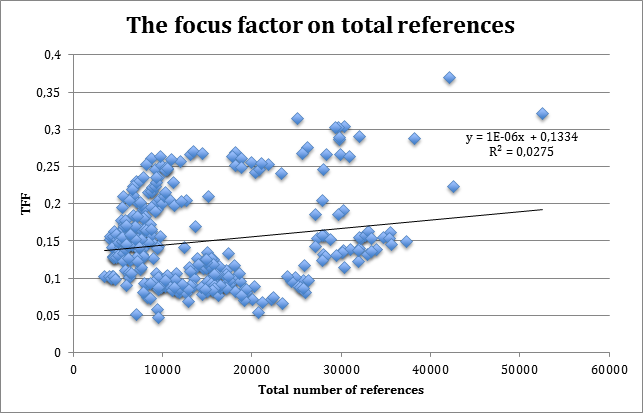 The focus factor on total references
0,4
0,35
0,3
0,25
0,2
0,15
0,1
0,05
0
TFF
y = 1E-06x + 0,1334
R² = 0,0275
0 10000 20000 30000 40000 50000 60000
Total number of references